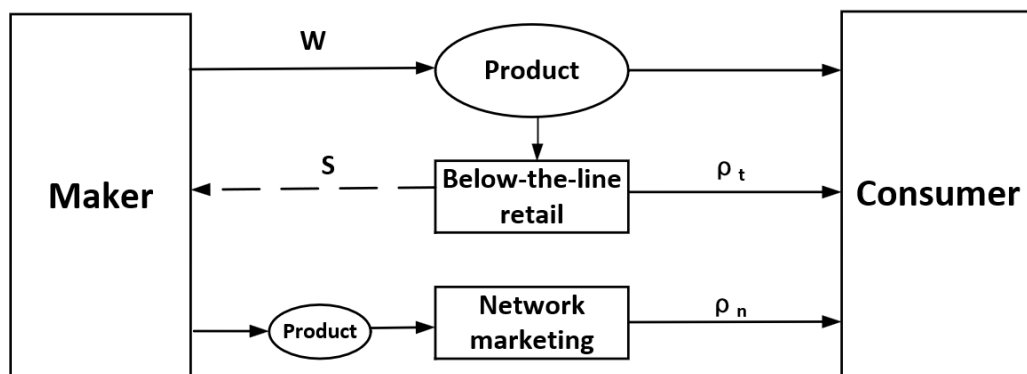 W
Product
Maker
S
Below-the-line
retail
ρ t
Consumer
Product
Network
marketing
ρ n